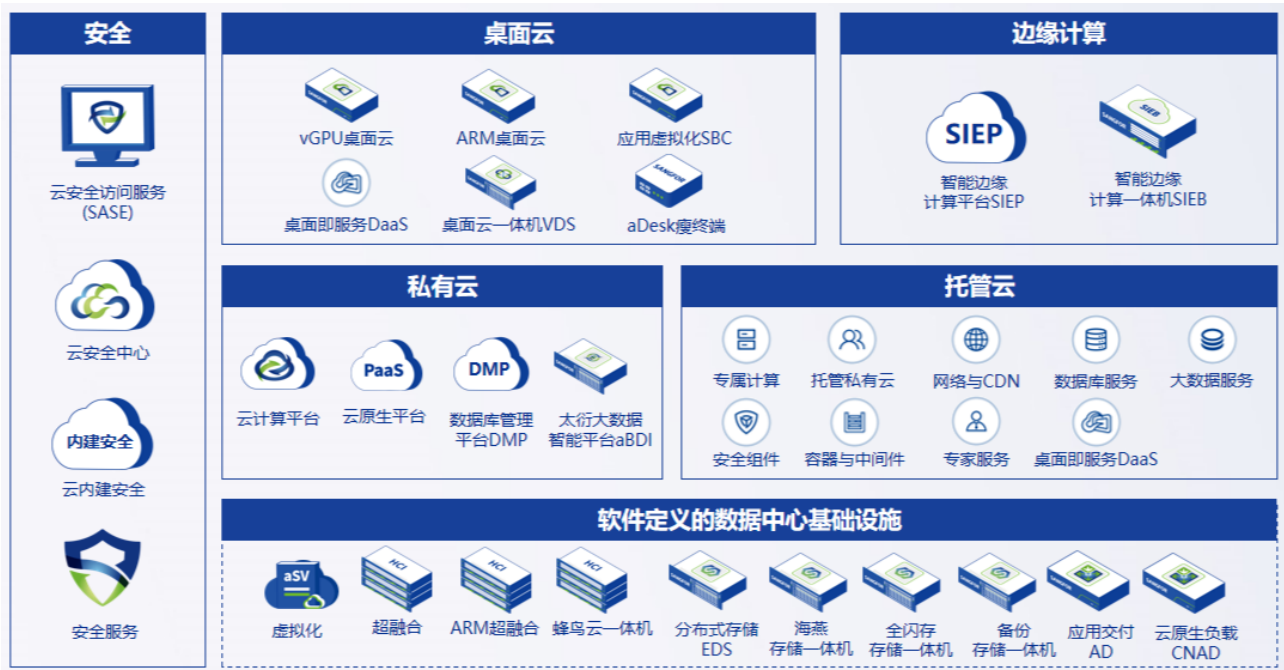 安全
云安全访问服务
(SASE)
云安全中心
内建安全
云内建安全
安全服务
桌面云
SANGFOR
vGPU桌面云
SANGFOR
ARM桌面云
SANGFOR
应用虚拟化SBC
桌面即服务DaaS
SANGFOR
桌面云一体机VDS
SANGFOR
aDesk瘦终端
边缘计算
SIEP
智能边缘
计算平台SIEP
SIEB
SANGFOR
智能边缘
计算一体机SIEB
私有云
云计算平台
PaaS
云原生平台
DMP
数据库管理
平台DMP
SANGFOR
太衍大数据
智能平台aBDI
托管云
专属计算
托管私有云
网络与CDN
数据库服务
大数据服务
安全组件
容器与中间件
专家服务
桌面即服务DaaS
软件定义的数据中心基础设施
aSV
虚拟化
HCI
超融合
HCI
ARM超融合
HCI
蜂鸟云一体机
SANGFOR
分布式存储
EDS
SANGFOR
海燕
存储一体机
SANGFOR
全闪存
存储一体机
SANGFOR
备份
存储一体机
SANGFOR
应用交付
AD
SANGFOR
云原生负载
CNAD